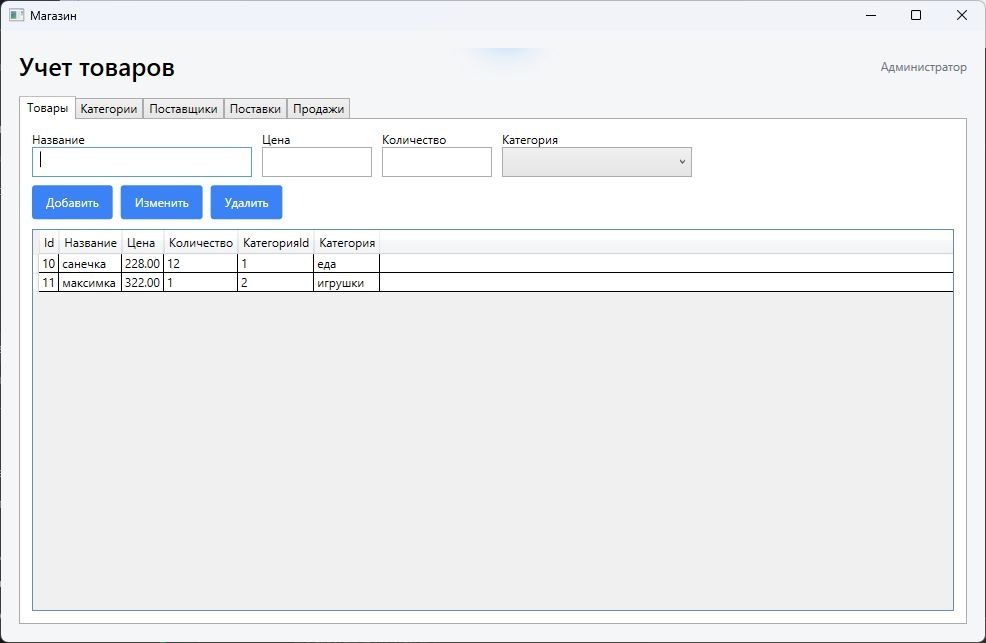 Магазин
Учет товаров
Администратор
Товары Категории Поставщики Поставки Продажи
Название Цена Количество Категория
Добавить Изменить Удалить
Id Название Цена Количество КатегорияId Категория
10 санечка 228.00 12 1 еда
11 максимка 322.00 1 2 игрушки